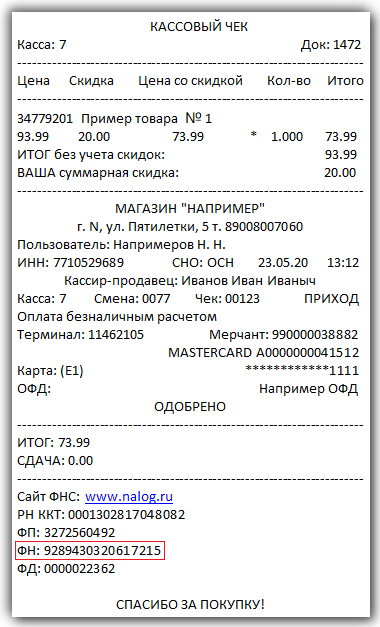 КАССОВЫЙ ЧЕК
Касса: 7 Док: 1472
Цена Скидка Цена со скидкой Кол-во Итого
34779201 Пример товара № 1
93.99 20.00 73.99 * 1.000 73.99
ИТОГ без учета скидок: 93.99
ВАША суммарная скидка: 20.00
МАГАЗИН "НАПРИМЕР"
г. N, ул. Пятилетки, 5 т. 89008007060
Пользователь: Напримеров Н. Н.
ИНН: 7710529689 СНО: ОСН 23.05.20 13:12
Кассир-продавец: Иванов Иван Иваныч
Касса: 7 Смена: 0077 Чек: 00123 ПРИХОД
Оплата безналичным расчетом
Терминал: 11462105 Мерчант: 990000038882
MASTERCARD A0000000041512
Карта: (E1) ************1111
ОФД: Например ОФД
ОДОБРЕНО
ИТОГ: 73.99
СДАЧА: 0.00
Сайт ФНС: www.nalog.ru
РН ККТ: 0001302817048082
ФП: 3272560492
ФН: 9289430320617215
ФД: 0000022362
СПАСИБО ЗА ПОКУПКУ!